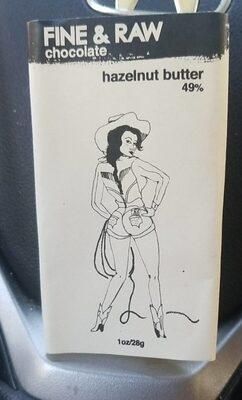 FINE & RAW
chocolate
hazelnut butter
49%
1oz/28g